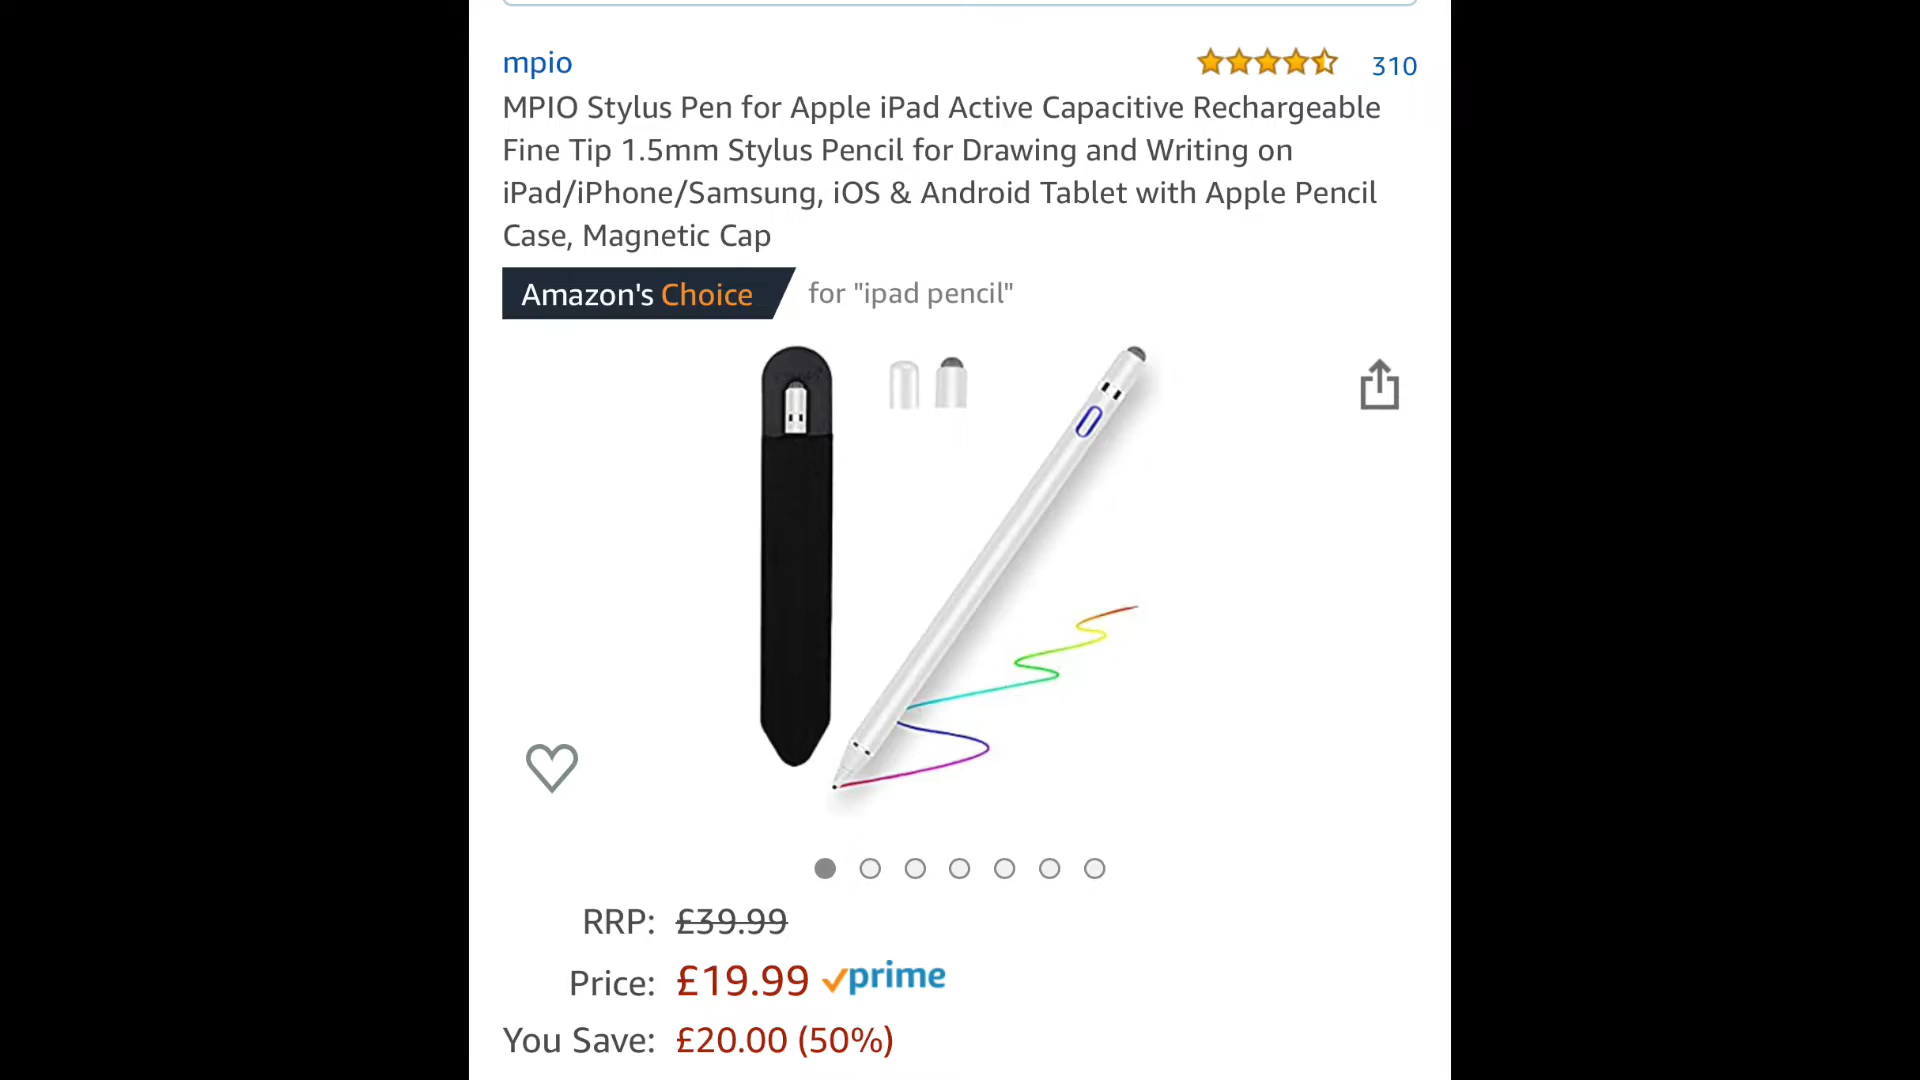 mpio
310
MPIO Stylus Pen for Apple iPad Active Capacitive Rechargeable
Fine Tip 1.5mm Stylus Pencil for Drawing and Writing on
iPad/iPhone/Samsung, iOS & Android Tablet with Apple Pencil
Case, Magnetic Cap
Amazon's Choice for "ipad pencil"
RRP: £39.99
Price: £19.99 prime
You Save: £20.00 (50%)